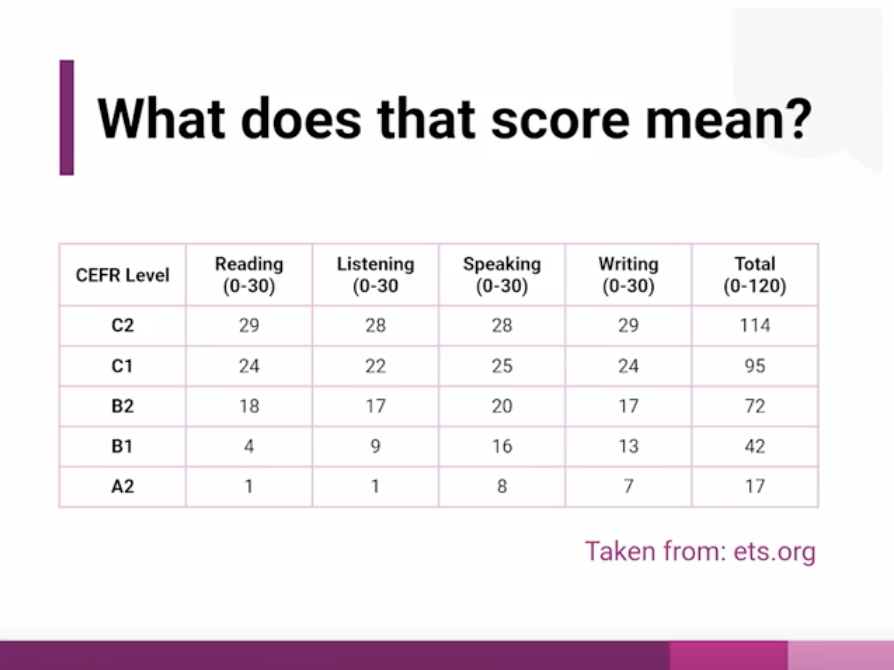 What does that score mean?
CEFR Level Reading (0-30) Listening (0-30 Speaking (0-30) Writing (0-30) Total (0-120)
C2 29 28 28 29 114
C1 24 22 25 24 95
B2 18 17 20 17 72
B1 4 9 16 13 42
A2 1 1 8 7 17
Taken from: ets.org